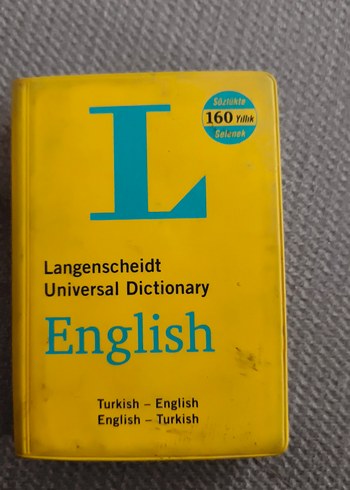 L
Sözlükte
160 Yıllık
Gelenek
Langenscheidt
Universal Dictionary
English
Turkish – English
English – Turkish